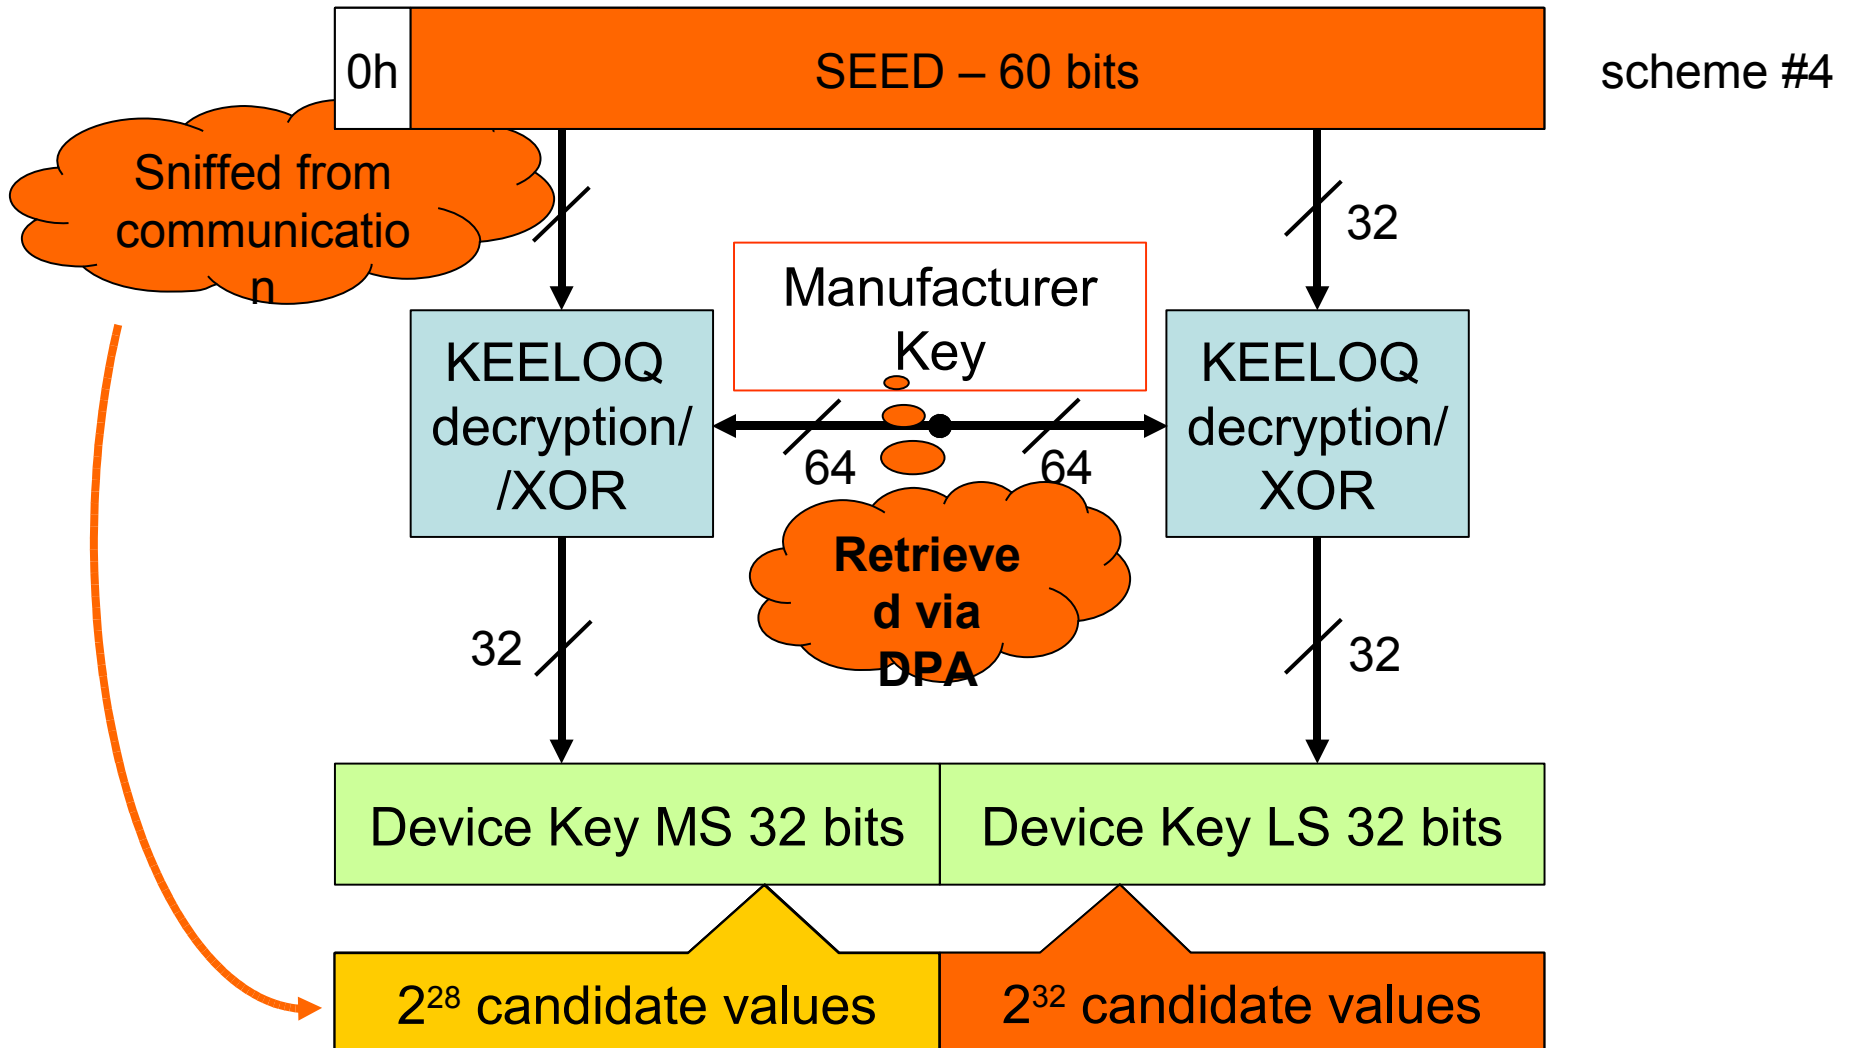 0h
SEED – 60 bits
scheme #4
Sniffed from
communicatio
n
32
Manufacturer
Key
KEELOQ
decryption/
/XOR
KEELOQ
decryption/
XOR
64
64
Retrieve
d via
DPA
32
32
Device Key MS 32 bits
Device Key LS 32 bits
2²⁸ candidate values
2³² candidate values